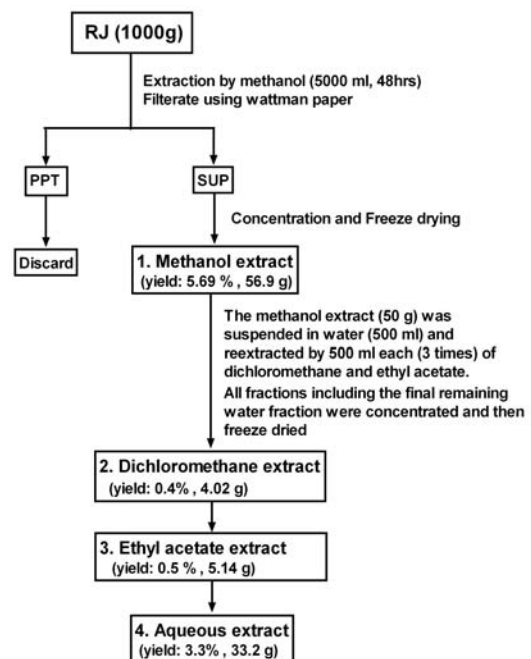 RJ (1000g)
Extraction by methanol (5000 ml, 48hrs)
Filterate using wattman paper
PPT
SUP
Concentration and Freeze drying
Discard
1. Methanol extract
(yield: 5.69 %, 56.9 g)
The methanol extract (50 g) was
suspended in water (500 ml) and
reextracted by 500 ml each (3 times) of
dichloromethane and ethyl acetate.
All fractions including the final remaining
water fraction were concentrated and then
freeze dried
2. Dichloromethane extract
(yield: 0.4% , 4.02 g)
3. Ethyl acetate extract
(yield: 0.5 % , 5.14 g)
4. Aqueous extract
(yield: 3.3%, 33.2 g)